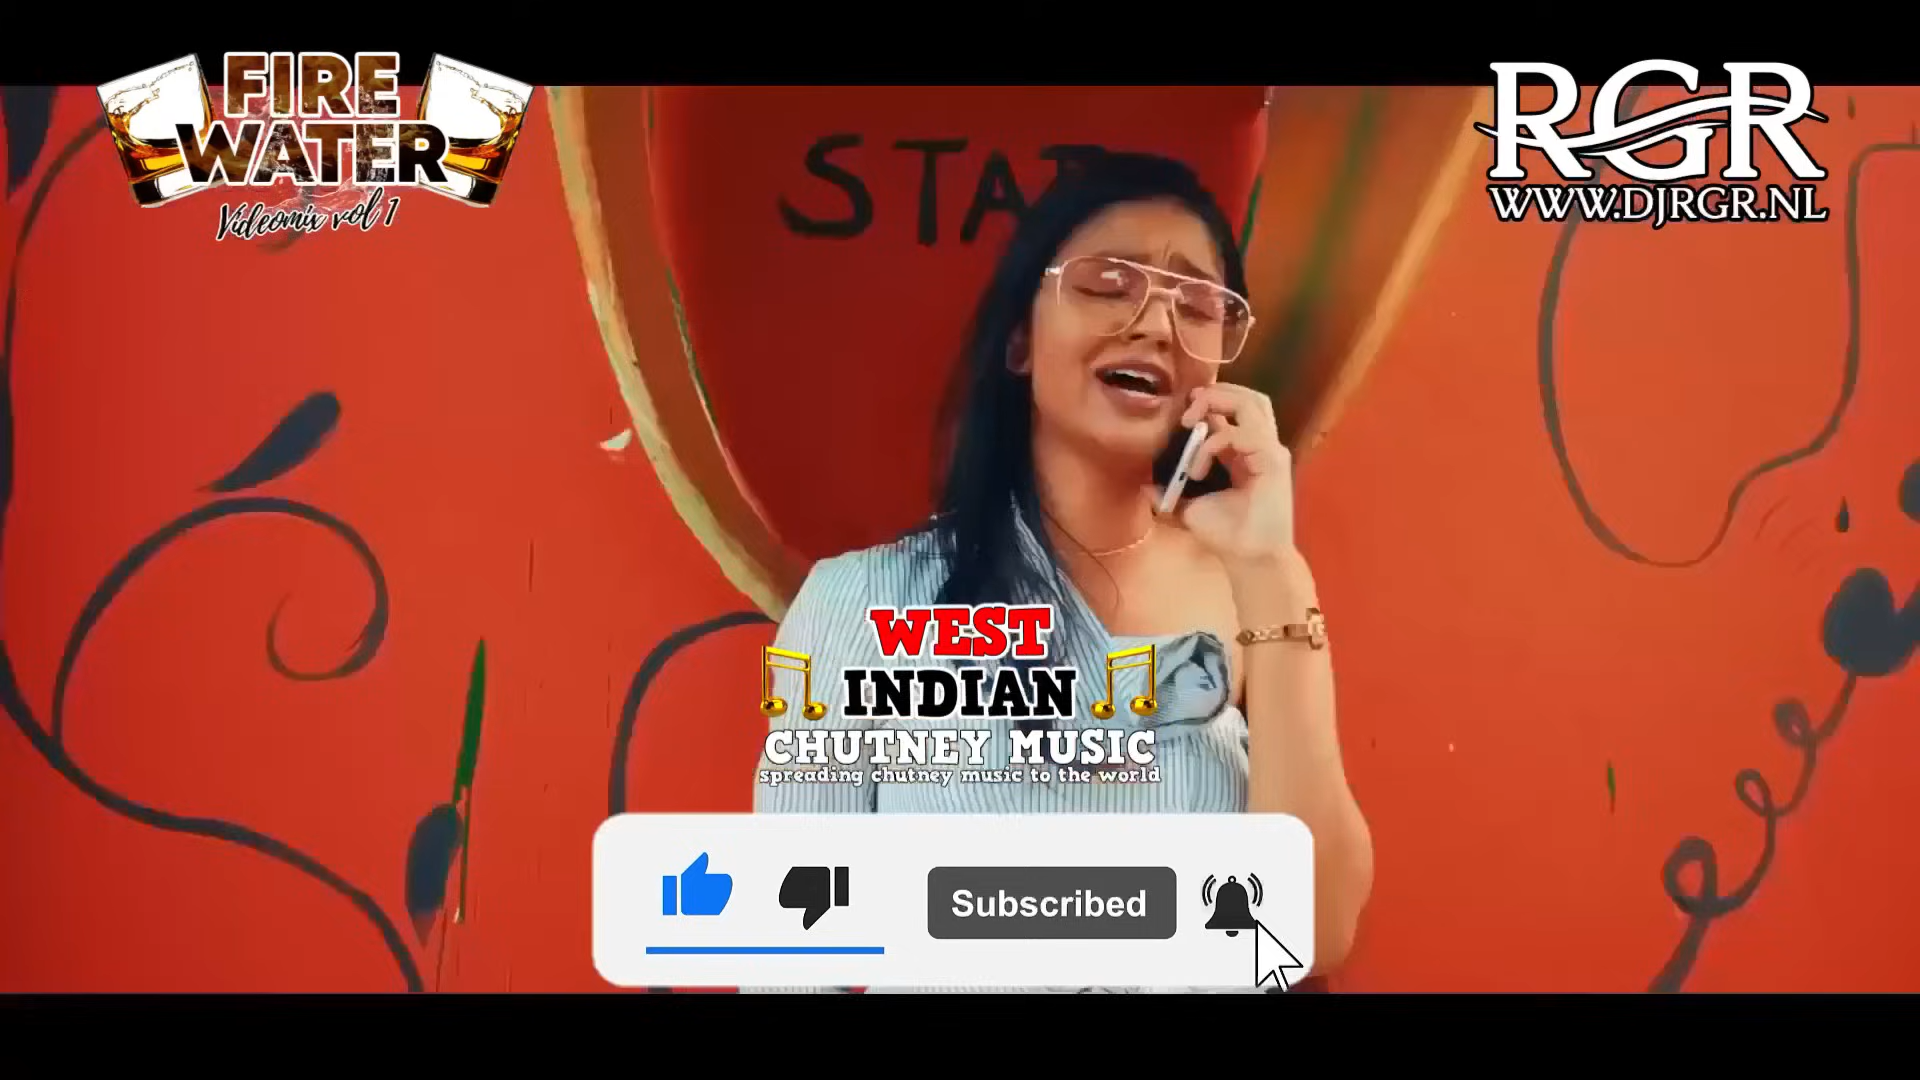 FIRE
WATER
Videomix vol 1
RGR
WWW.DJRGR.NL
STA
WEST
INDIAN
CHUTNEY MUSIC
spreading chutney music to the world
Subscribed